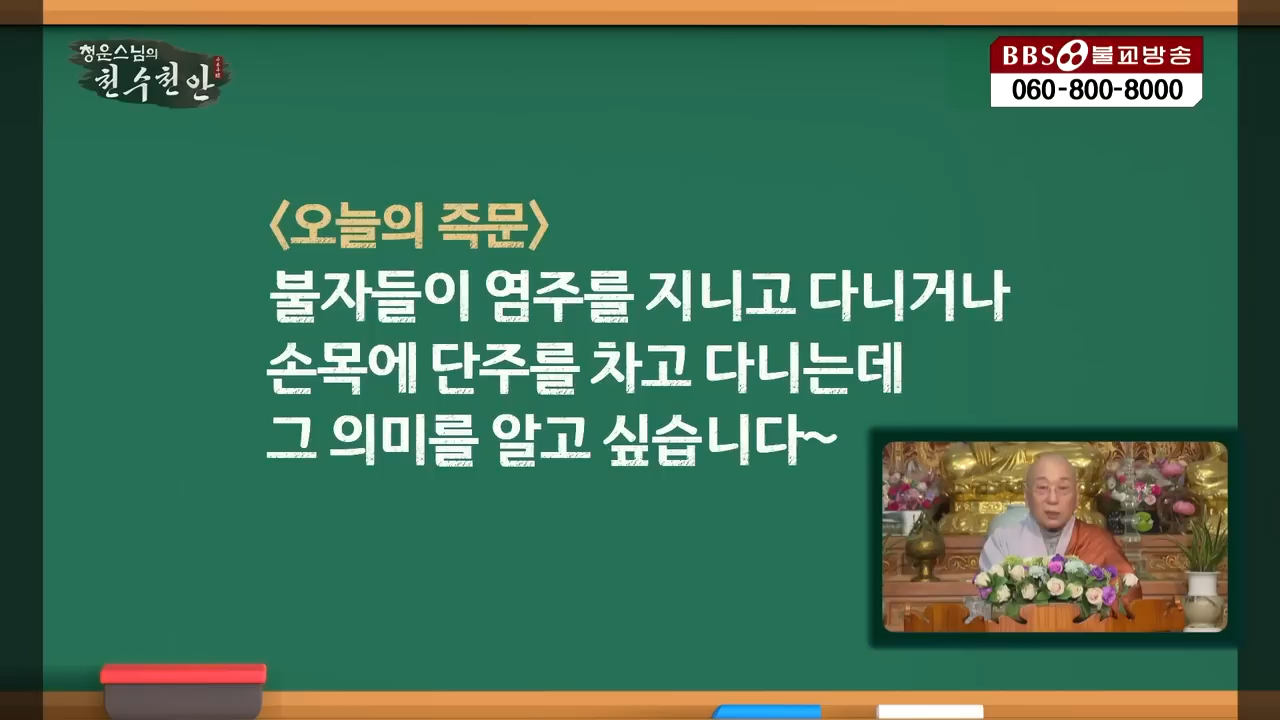 청운스님의
천수천안
BBS 불교방송
060-800-8000
<오늘의 즉문>
불자들이 염주를 지니고 다니거나
손목에 단주를 차고 다니는데
그 의미를 알고 싶습니다~